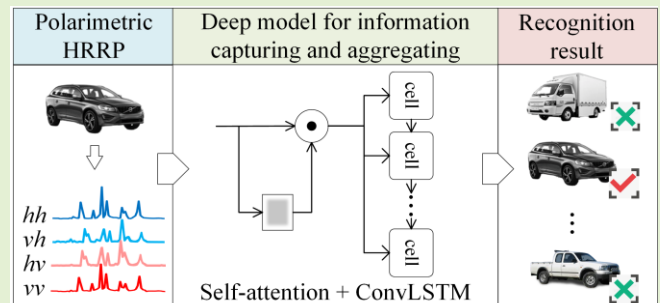 Polarimetric
HRRP
Deep model for information
capturing and aggregating
Recognition
result
hh
vh
hv
vv
cell
cell
cell
Self-attention + ConvLSTM